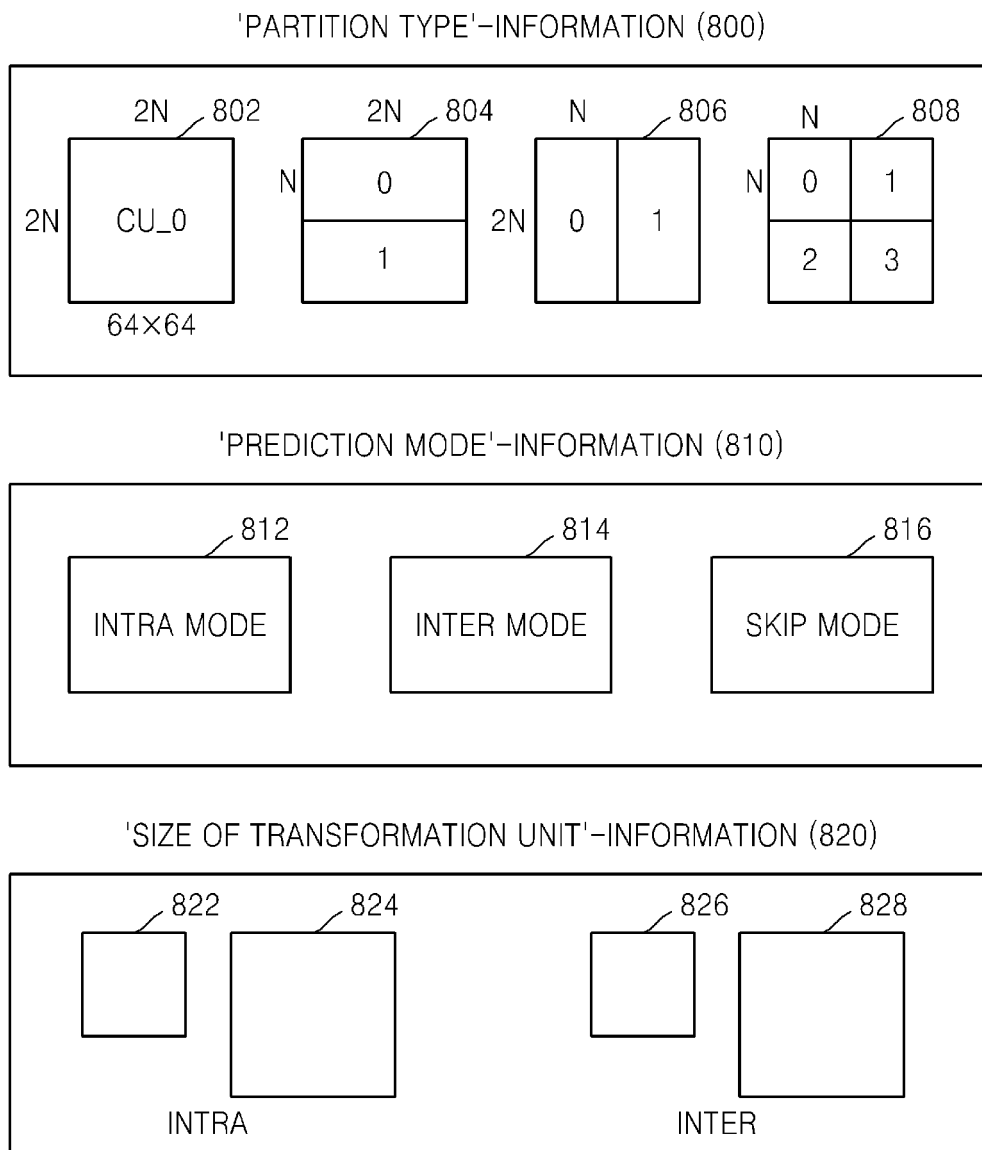 'PARTITION TYPE'-INFORMATION (800)
2N 802 2N 804 N 806 N 808
2N CU_0 N 0 2N 0 1 N 0 1
1 2 3
64×64
'PREDICTION MODE'-INFORMATION (810)
812 814 816
INTRA MODE INTER MODE SKIP MODE
'SIZE OF TRANSFORMATION UNIT'-INFORMATION (820)
822 824 826 828
INTRA INTER